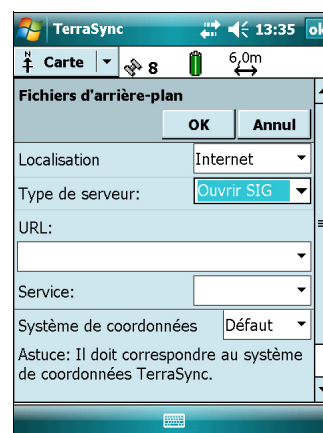 TerraSync 13:35 ok
N Carte 8 6,0m
Fichiers d'arrière-plan
OK Annul
Localisation Internet
Type de serveur: Ouvrir SIG
URL:
Service:
Système de coordonnées Défaut
Astuce: Il doit correspondre au système
de coordonnées TerraSync.